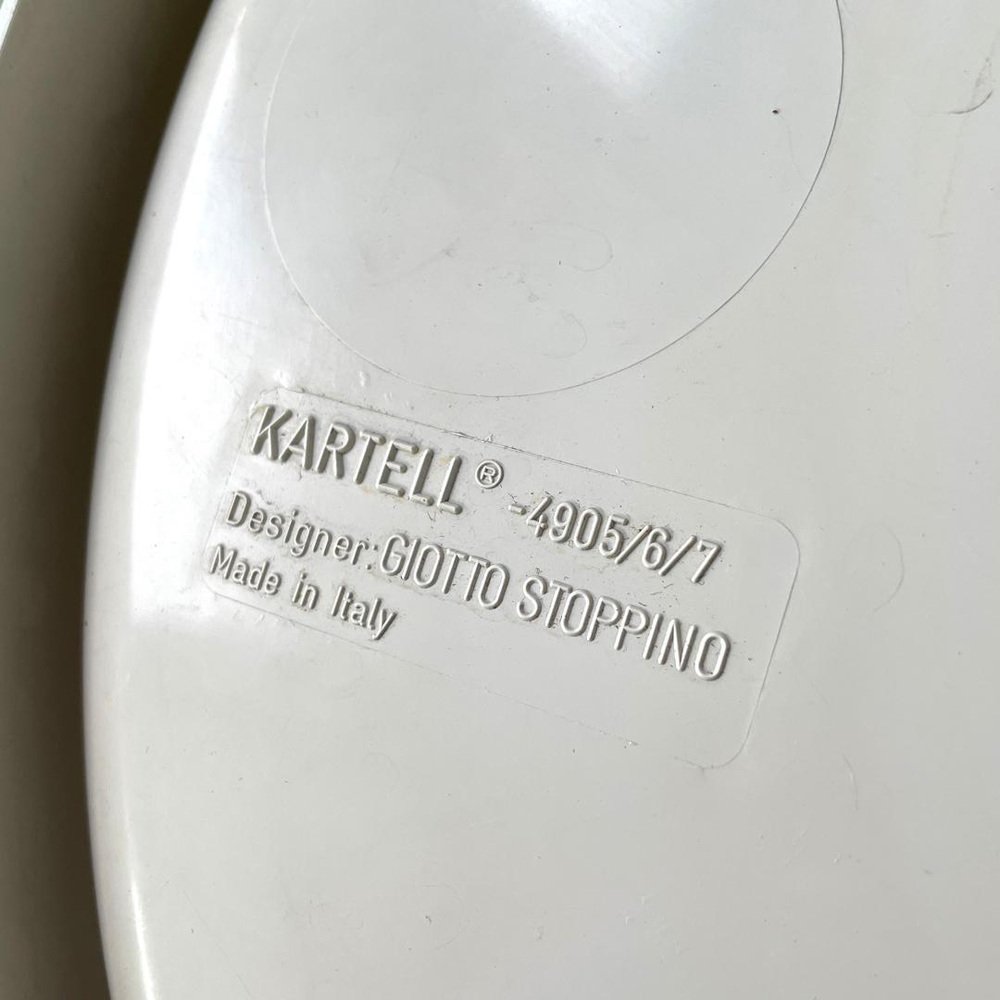 KARTELL® -4905/6/7
Designer: GIOTTO STOPPINO
Made in Italy